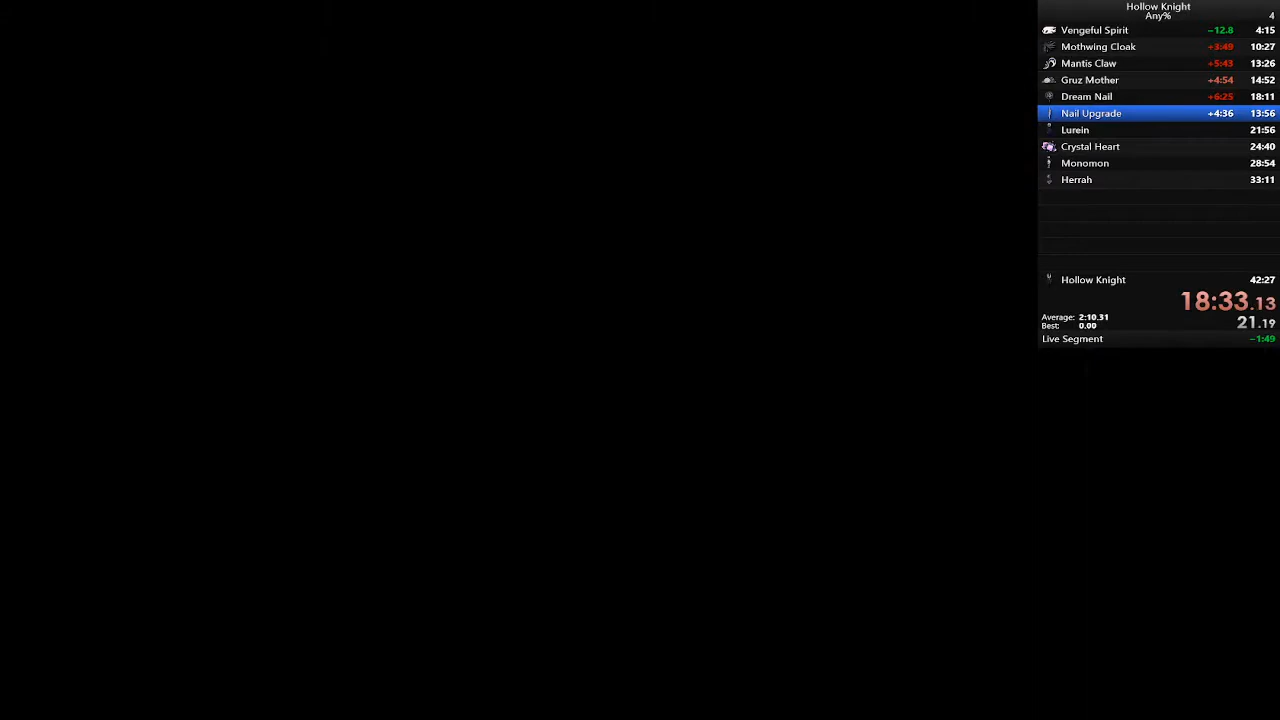 Hollow Knight
Any% 4
Vengeful Spirit −12.8 4:15
Mothwing Cloak +3:49 10:27
Mantis Claw +5:43 13:26
Gruz Mother +4:54 14:52
Dream Nail +6:25 18:11
Nail Upgrade +4:36 13:56
Lurein 21:56
Crystal Heart 24:40
Monomon 28:54
Herrah 33:11
Hollow Knight 42:27
18:33.13
Average: 2:10.31
Best: 0.00
21.19
Live Segment −1:49